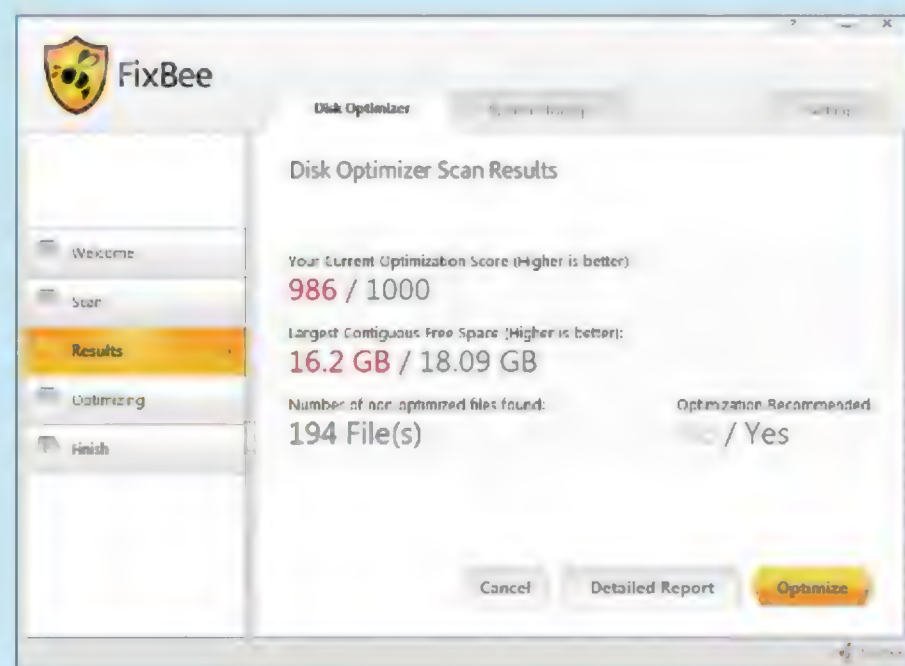 FixBee
Disk Optimizer
Disk Optimizer Scan Results
Welcome
Scan
Results
Optimizing
Finish
Your Current Optimization Score (Higher is better)
986 / 1000
Largest Contiguous Free Space (Higher is better):
16.2 GB / 18.09 GB
Number of non optimized files found:
194 File(s)
Optimization Recommended
/ Yes
Cancel
Detailed Report
Optimize